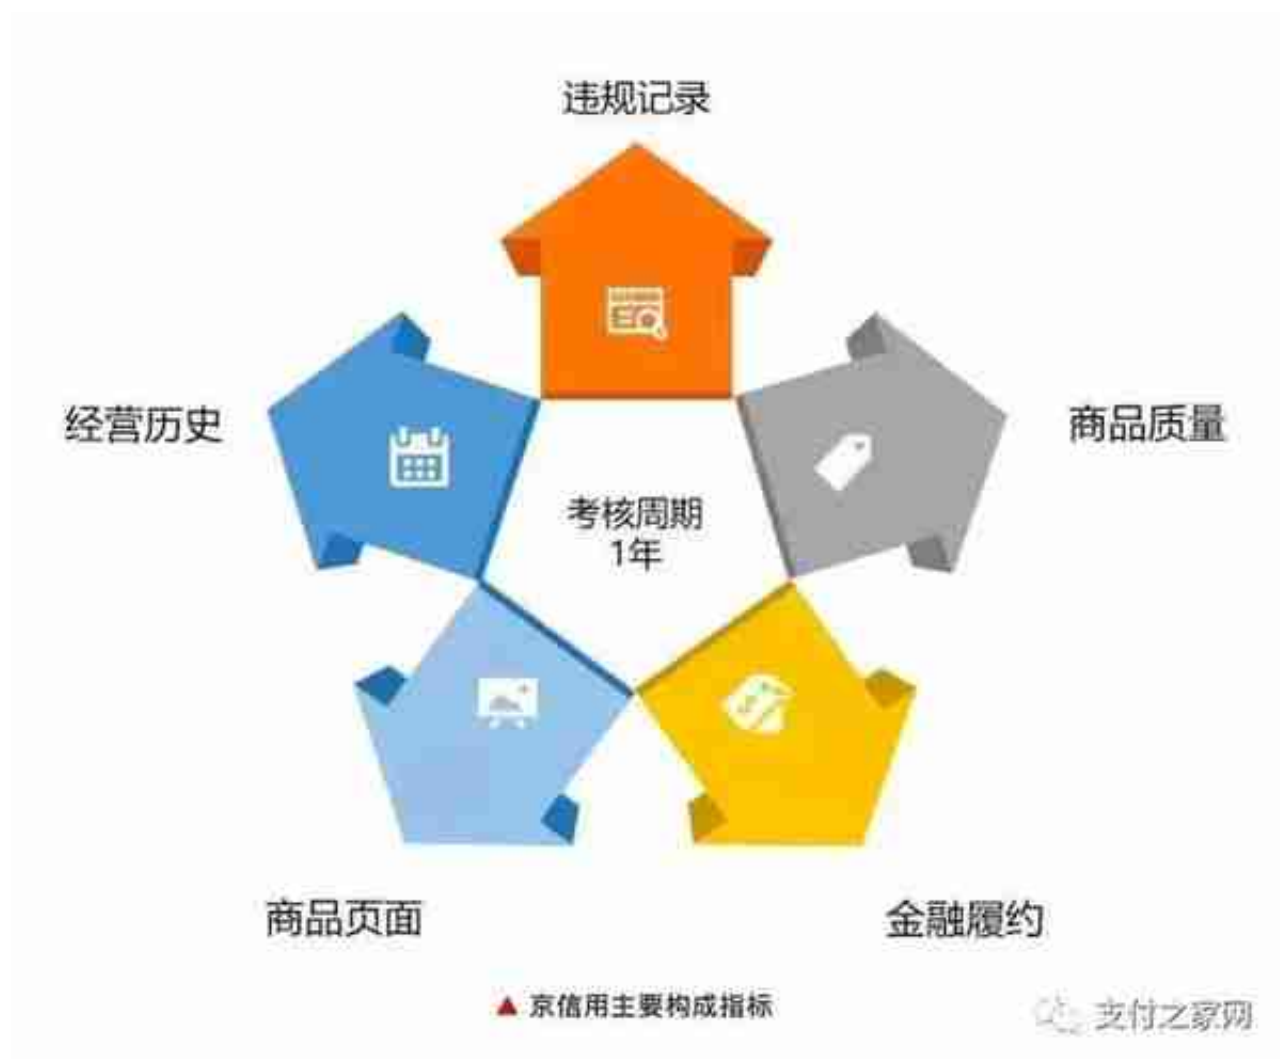 违规记录
经营历史
商品质量
考核周期
1年
商品页面
金融履约
▲ 京信用主要构成指标
支付之家网